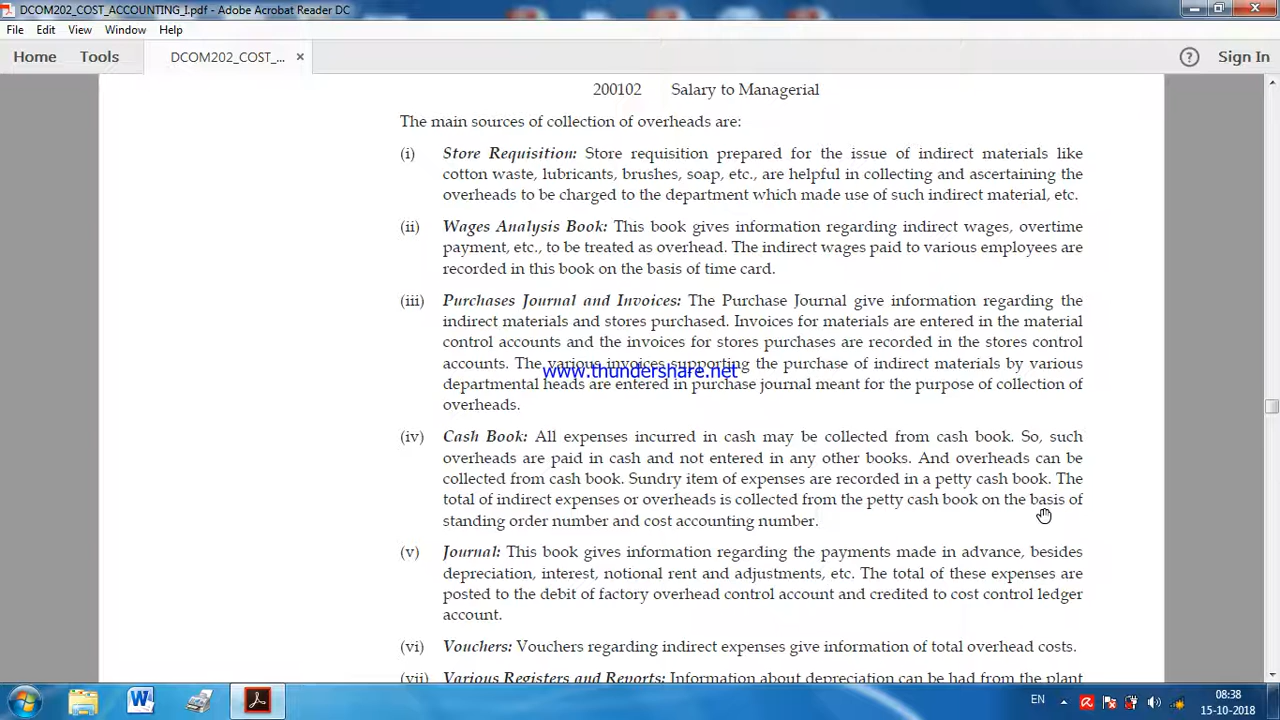 DCOM202_COST_ACCOUNTING_I.pdf - Adobe Acrobat Reader DC
File Edit View Window Help
Home Tools DCOM202_COST_... × ? Sign In
200102 Salary to Managerial
The main sources of collection of overheads are:
(i) Store Requisition: Store requisition prepared for the issue of indirect materials like
cotton waste, lubricants, brushes, soap, etc., are helpful in collecting and ascertaining the
overheads to be charged to the department which made use of such indirect material, etc.
(ii) Wages Analysis Book: This book gives information regarding indirect wages, overtime
payment, etc., to be treated as overhead. The indirect wages paid to various employees are
recorded in this book on the basis of time card.
(iii) Purchases Journal and Invoices: The Purchase Journal give information regarding the
indirect materials and stores purchased. Invoices for materials are entered in the material
control accounts and the invoices for stores purchases are recorded in the stores control
accounts. The various invoices supporting the purchase of indirect materials by various
www.thundershare.net
departmental heads are entered in purchase journal meant for the purpose of collection of
overheads.
(iv) Cash Book: All expenses incurred in cash may be collected from cash book. So, such
overheads are paid in cash and not entered in any other books. And overheads can be
collected from cash book. Sundry item of expenses are recorded in a petty cash book. The
total of indirect expenses or overheads is collected from the petty cash book on the basis of
standing order number and cost accounting number.
(v) Journal: This book gives information regarding the payments made in advance, besides
depreciation, interest, notional rent and adjustments, etc. The total of these expenses are
posted to the debit of factory overhead control account and credited to cost control ledger
account.
(vi) Vouchers: Vouchers regarding indirect expenses give information of total overhead costs.
(vii) Various Registers and Reports: Information about depreciation can be had from the plant
EN 08:38
15-10-2018